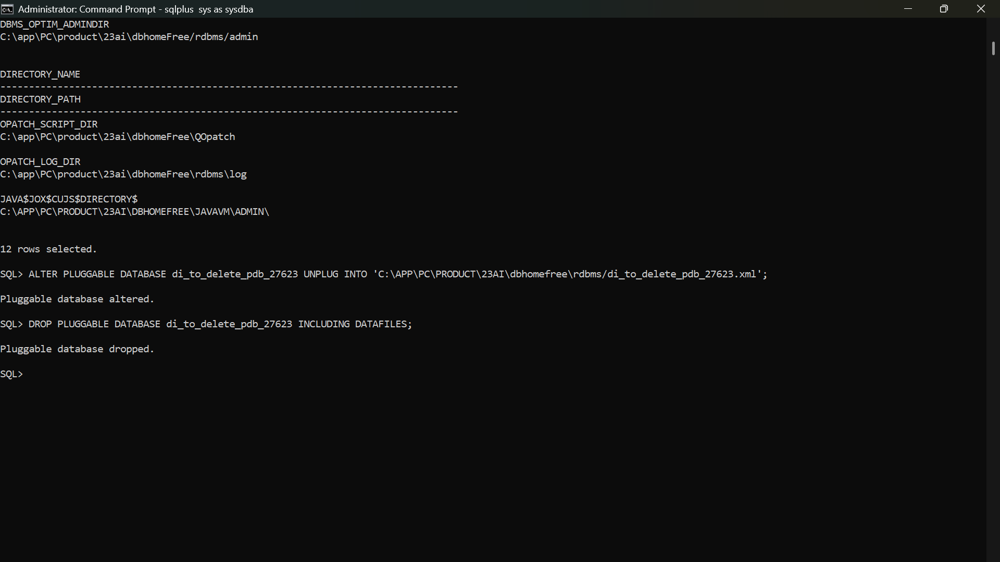 Administrator: Command Prompt - sqlplus  sys as sysdba
DBMS_OPTIM_ADMINDIR
C:\app\PC\product\23ai\dbhomeFree/rdbms/admin
DIRECTORY_NAME
--------------------------------------------------------------------------------
DIRECTORY_PATH
--------------------------------------------------------------------------------
OPATCH_SCRIPT_DIR
C:\app\PC\product\23ai\dbhomeFree\QOpatch
OPATCH_LOG_DIR
C:\app\PC\product\23ai\dbhomeFree\rdbms\log
JAVA$JOX$CUJS$DIRECTORY$
C:\APP\PC\PRODUCT\23AI\DBHOMEFREE\JAVAVM\ADMIN\
12 rows selected.
SQL> ALTER PLUGGABLE DATABASE di_to_delete_pdb_27623 UNPLUG INTO 'C:\APP\PC\PRODUCT\23AI\dbhomefree\rdbms/di_to_delete_pdb_27623.xml';
Pluggable database altered.
SQL> DROP PLUGGABLE DATABASE di_to_delete_pdb_27623 INCLUDING DATAFILES;
Pluggable database dropped.
SQL>